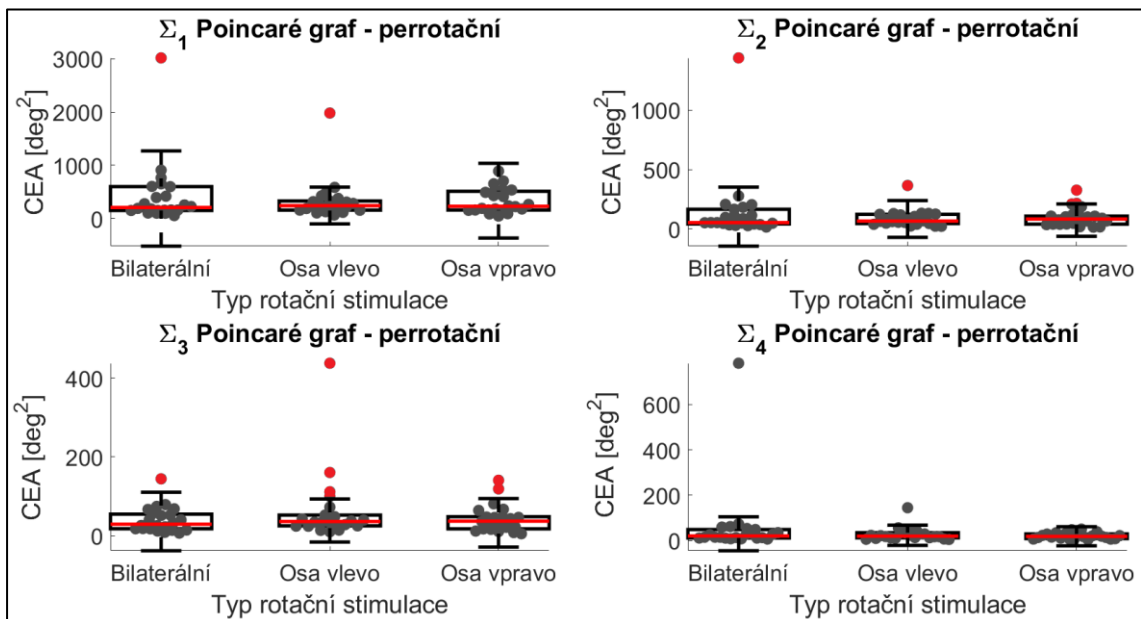 Σ1 Poincaré graf - perrotační
CEA [deg2]
3000
2000
1000
0
Bilaterální Osa vlevo Osa vpravo
Typ rotační stimulace
Σ2 Poincaré graf - perrotační
CEA [deg2]
1000
500
0
Bilaterální Osa vlevo Osa vpravo
Typ rotační stimulace
Σ3 Poincaré graf - perrotační
CEA [deg2]
400
200
0
Bilaterální Osa vlevo Osa vpravo
Typ rotační stimulace
Σ4 Poincaré graf - perrotační
CEA [deg2]
600
400
200
0
Bilaterální Osa vlevo Osa vpravo
Typ rotační stimulace